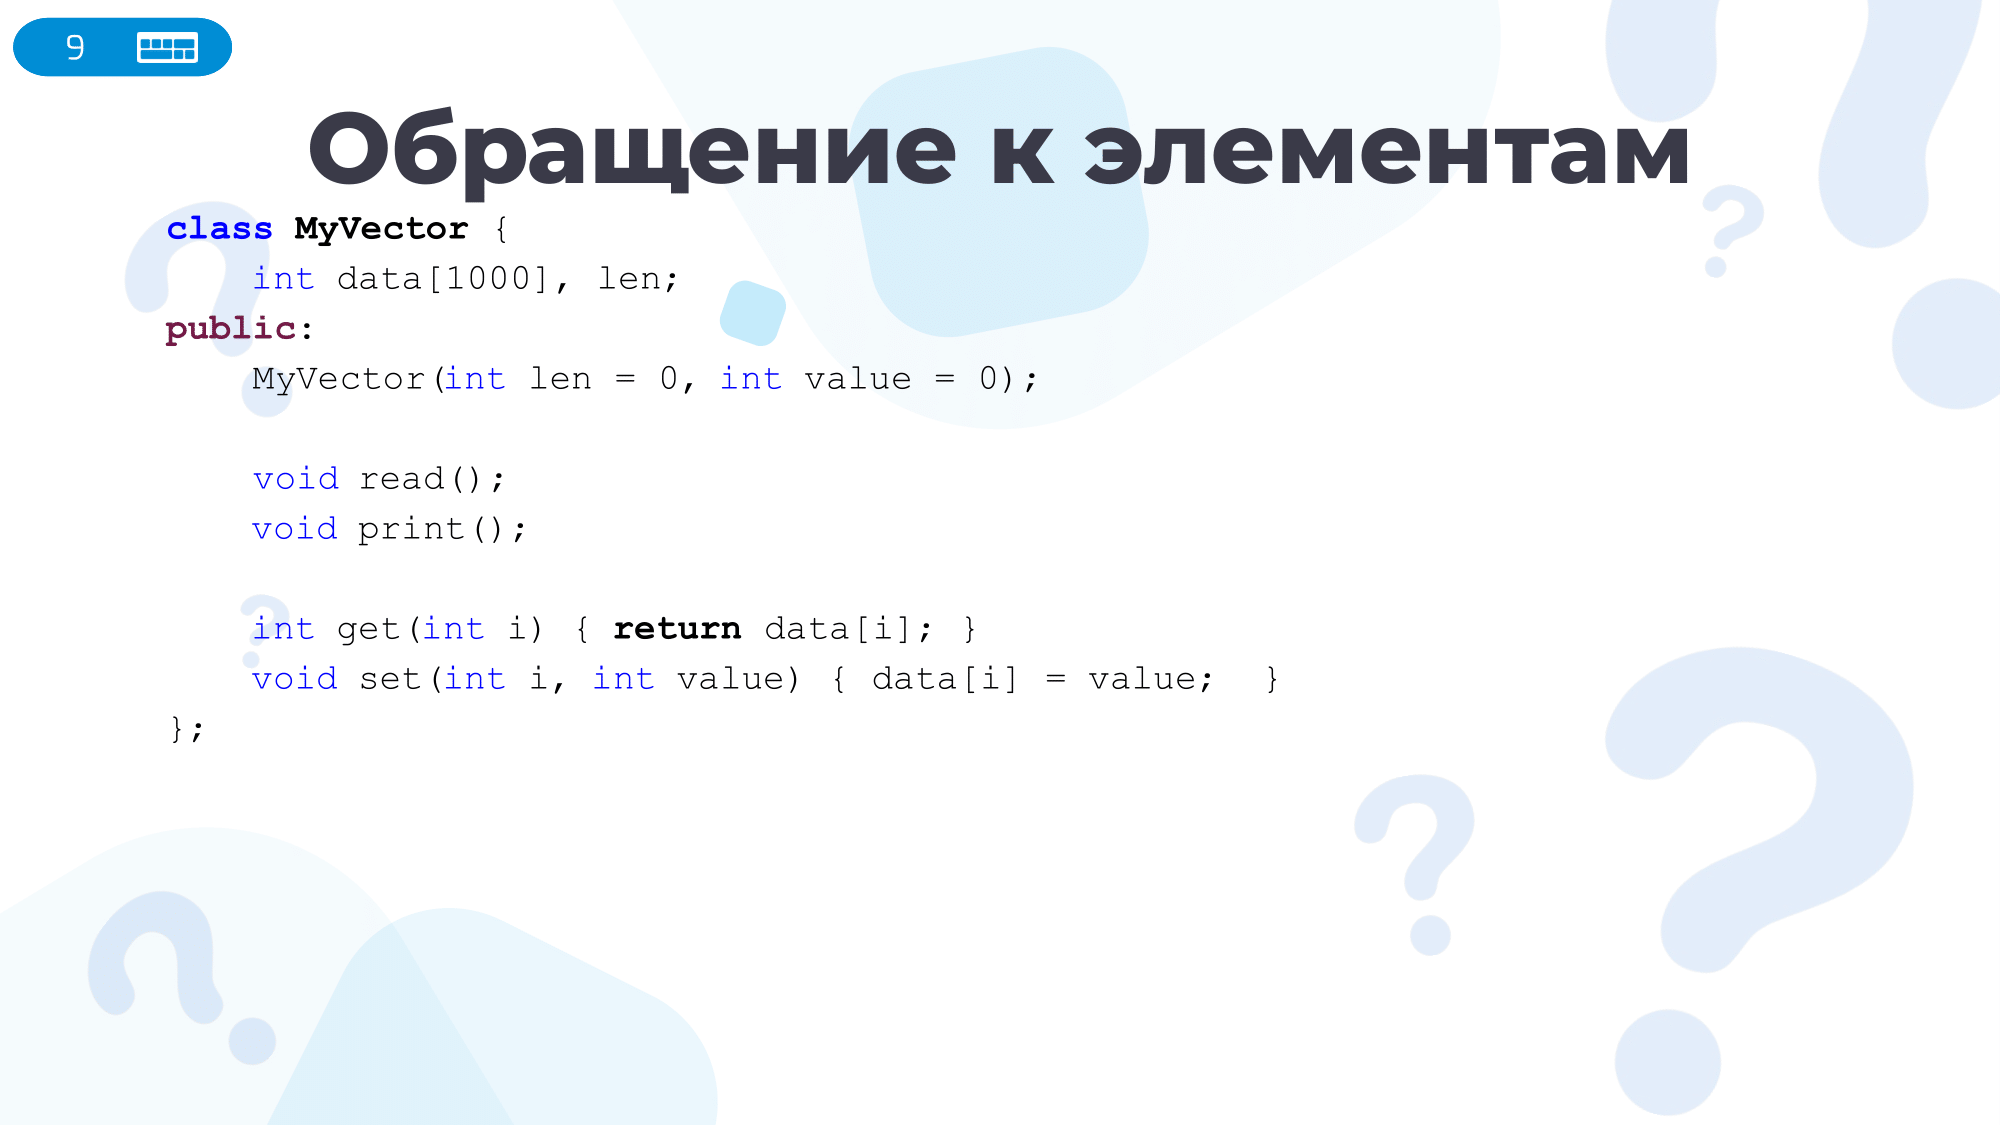 9
Обращение к элементам
class MyVector {
    int data[1000], len;
public:
    MyVector(int len = 0, int value = 0);

    void read();
    void print();

    int get(int i) { return data[i]; }
    void set(int i, int value) { data[i] = value;  }
};